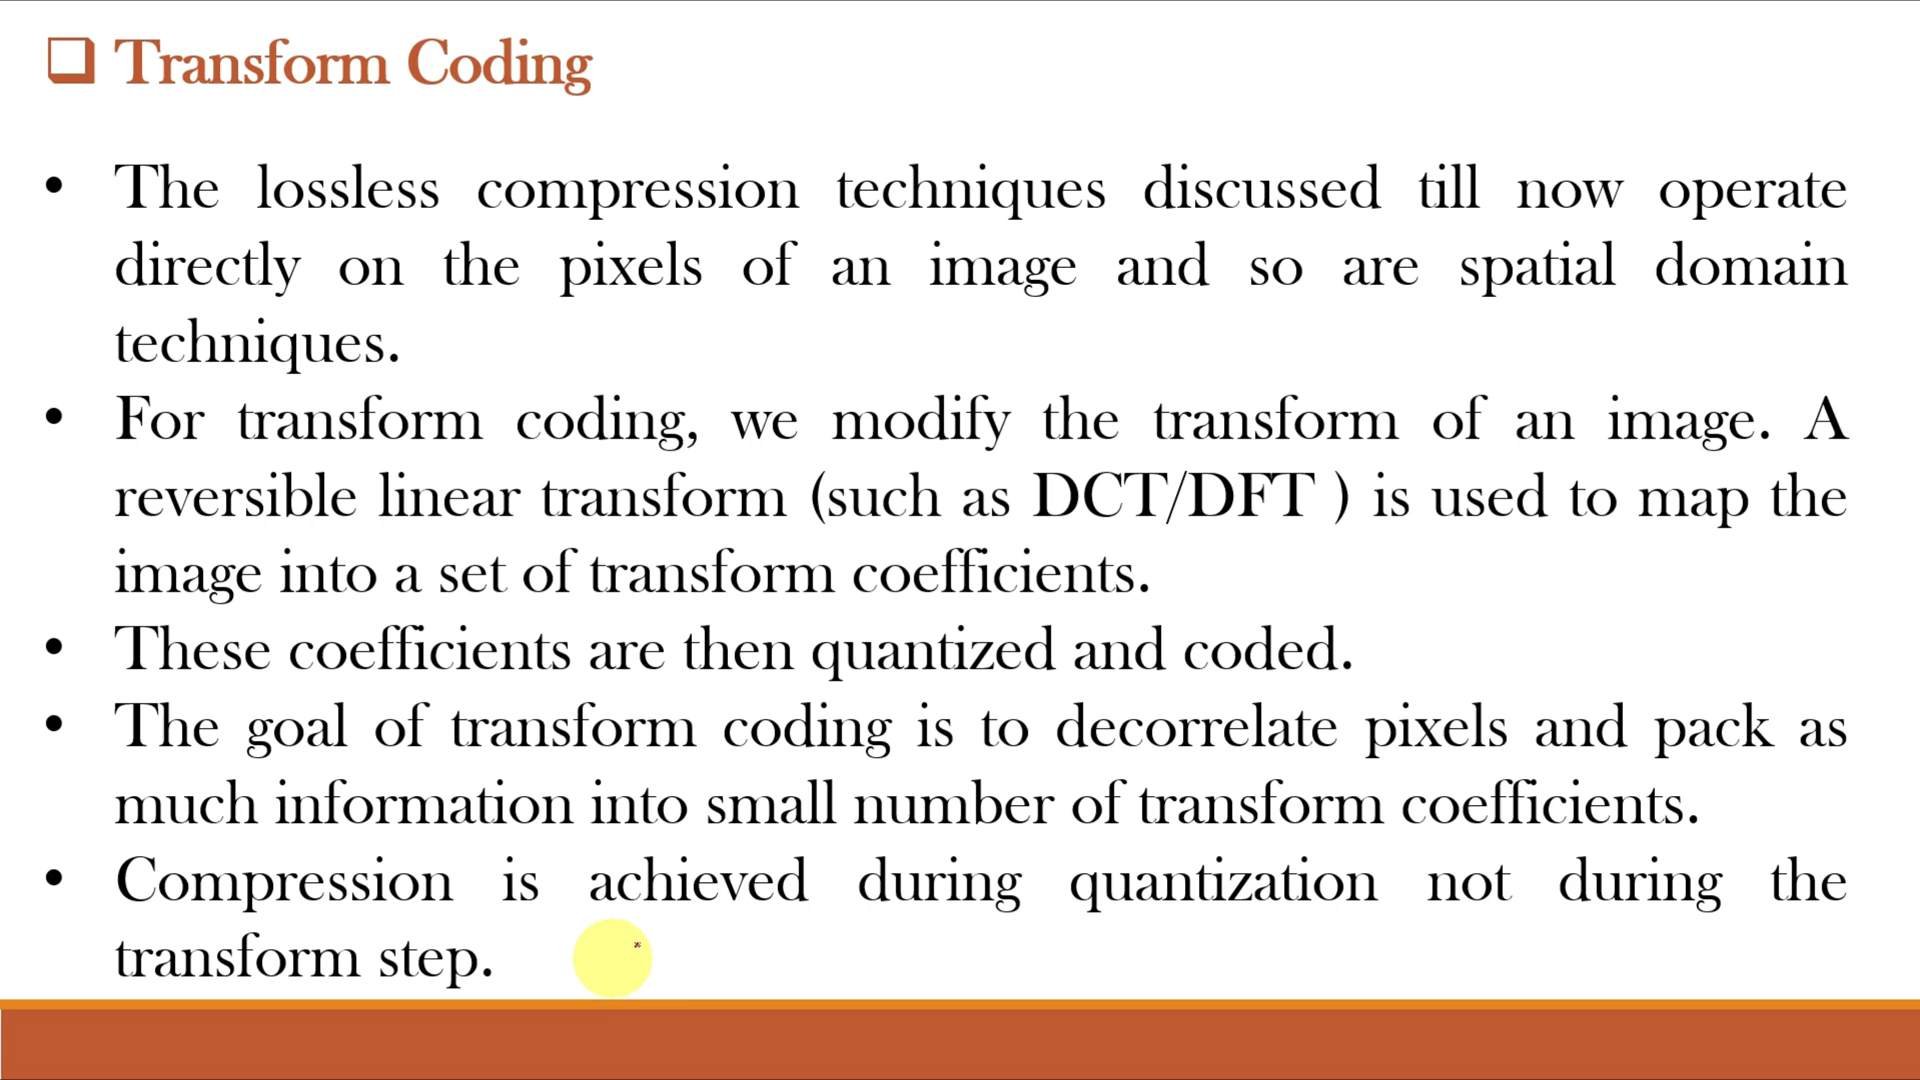 Transform Coding
• The lossless compression techniques discussed till now operate
directly on the pixels of an image and so are spatial domain
techniques.
• For transform coding, we modify the transform of an image. A
reversible linear transform (such as DCT/DFT ) is used to map the
image into a set of transform coefficients.
• These coefficients are then quantized and coded.
• The goal of transform coding is to decorrelate pixels and pack as
much information into small number of transform coefficients.
• Compression is achieved during quantization not during the
transform step.